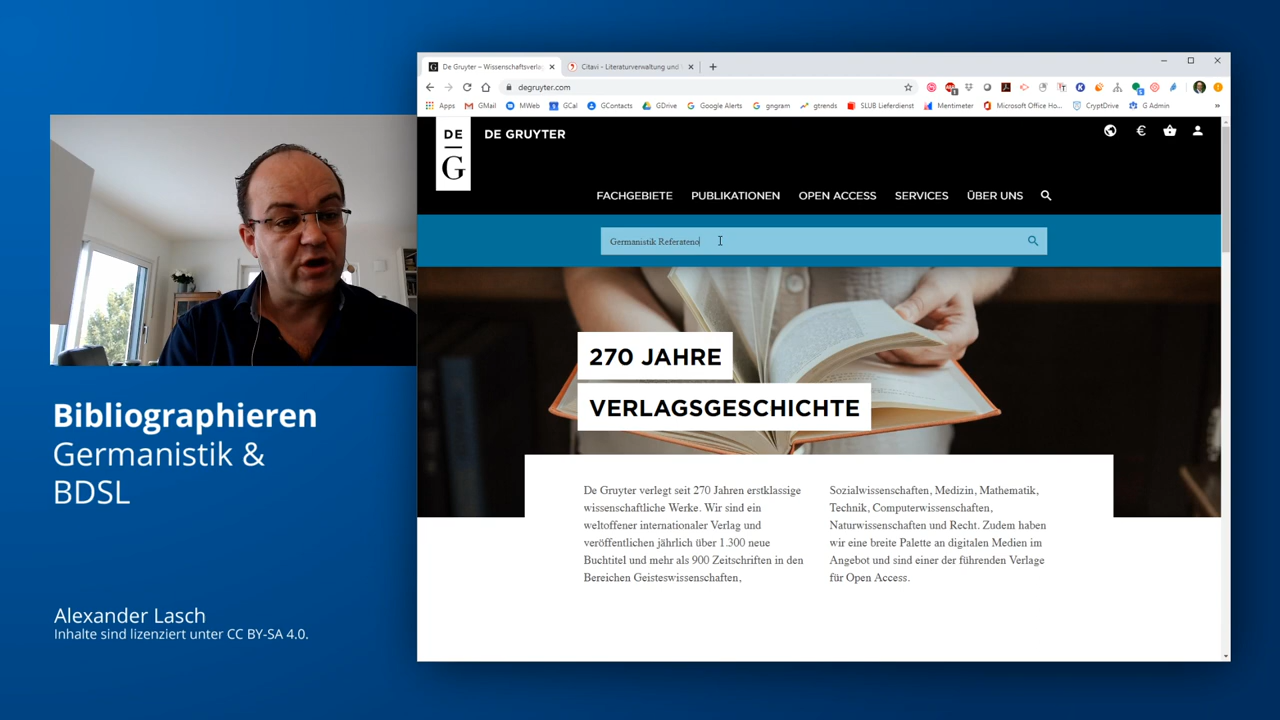 De Gruyter – Wissenschaftsverla
Citavi - Literaturverwaltung und
degruyter.com
Apps
GMail
MWeb
GCal
GContacts
GDrive
Google Alerts
gngram
gtrends
SLUB Lieferdienst
Mentimeter
Microsoft Office Ho...
CryptDrive
G Admin
DE
G
DE GRUYTER
FACHGEBIETE
PUBLIKATIONEN
OPEN ACCESS
SERVICES
ÜBER UNS
Germanistik Referateno
270 JAHRE
VERLAGSGESCHICHTE
De Gruyter verlegt seit 270 Jahren erstklassige
wissenschaftliche Werke. Wir sind ein
weltoffener internationaler Verlag und
veröffentlichen jährlich über 1.300 neue
Buchtitel und mehr als 900 Zeitschriften in den
Bereichen Geisteswissenschaften,
Sozialwissenschaften, Medizin, Mathematik,
Technik, Computerwissenschaften,
Naturwissenschaften und Recht. Zudem haben
wir eine breite Palette an digitalen Medien im
Angebot und sind einer der führenden Verlage
für Open Access.
Bibliographieren
Germanistik &
BDSL
Alexander Lasch
Inhalte sind lizenziert unter CC BY-SA 4.0.